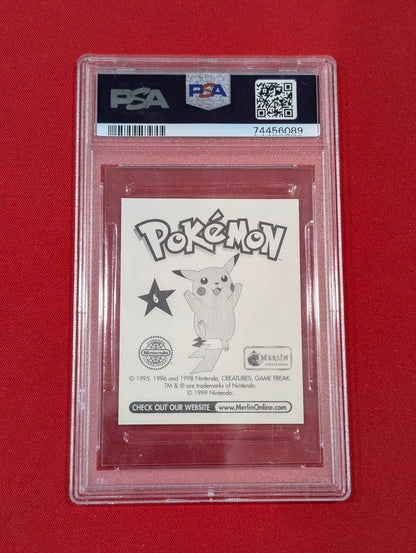 PSA
PSA
74456089
POKéMON
6
Nintendo
MERLIN
COLLECTIONS
© 1995, 1996 and 1998 Nintendo, CREATURES, GAME FREAK.
TM & ® are trademarks of Nintendo.
© 1999 Nintendo.
CHECK OUT OUR WEBSITE www.MerlinOnline.com